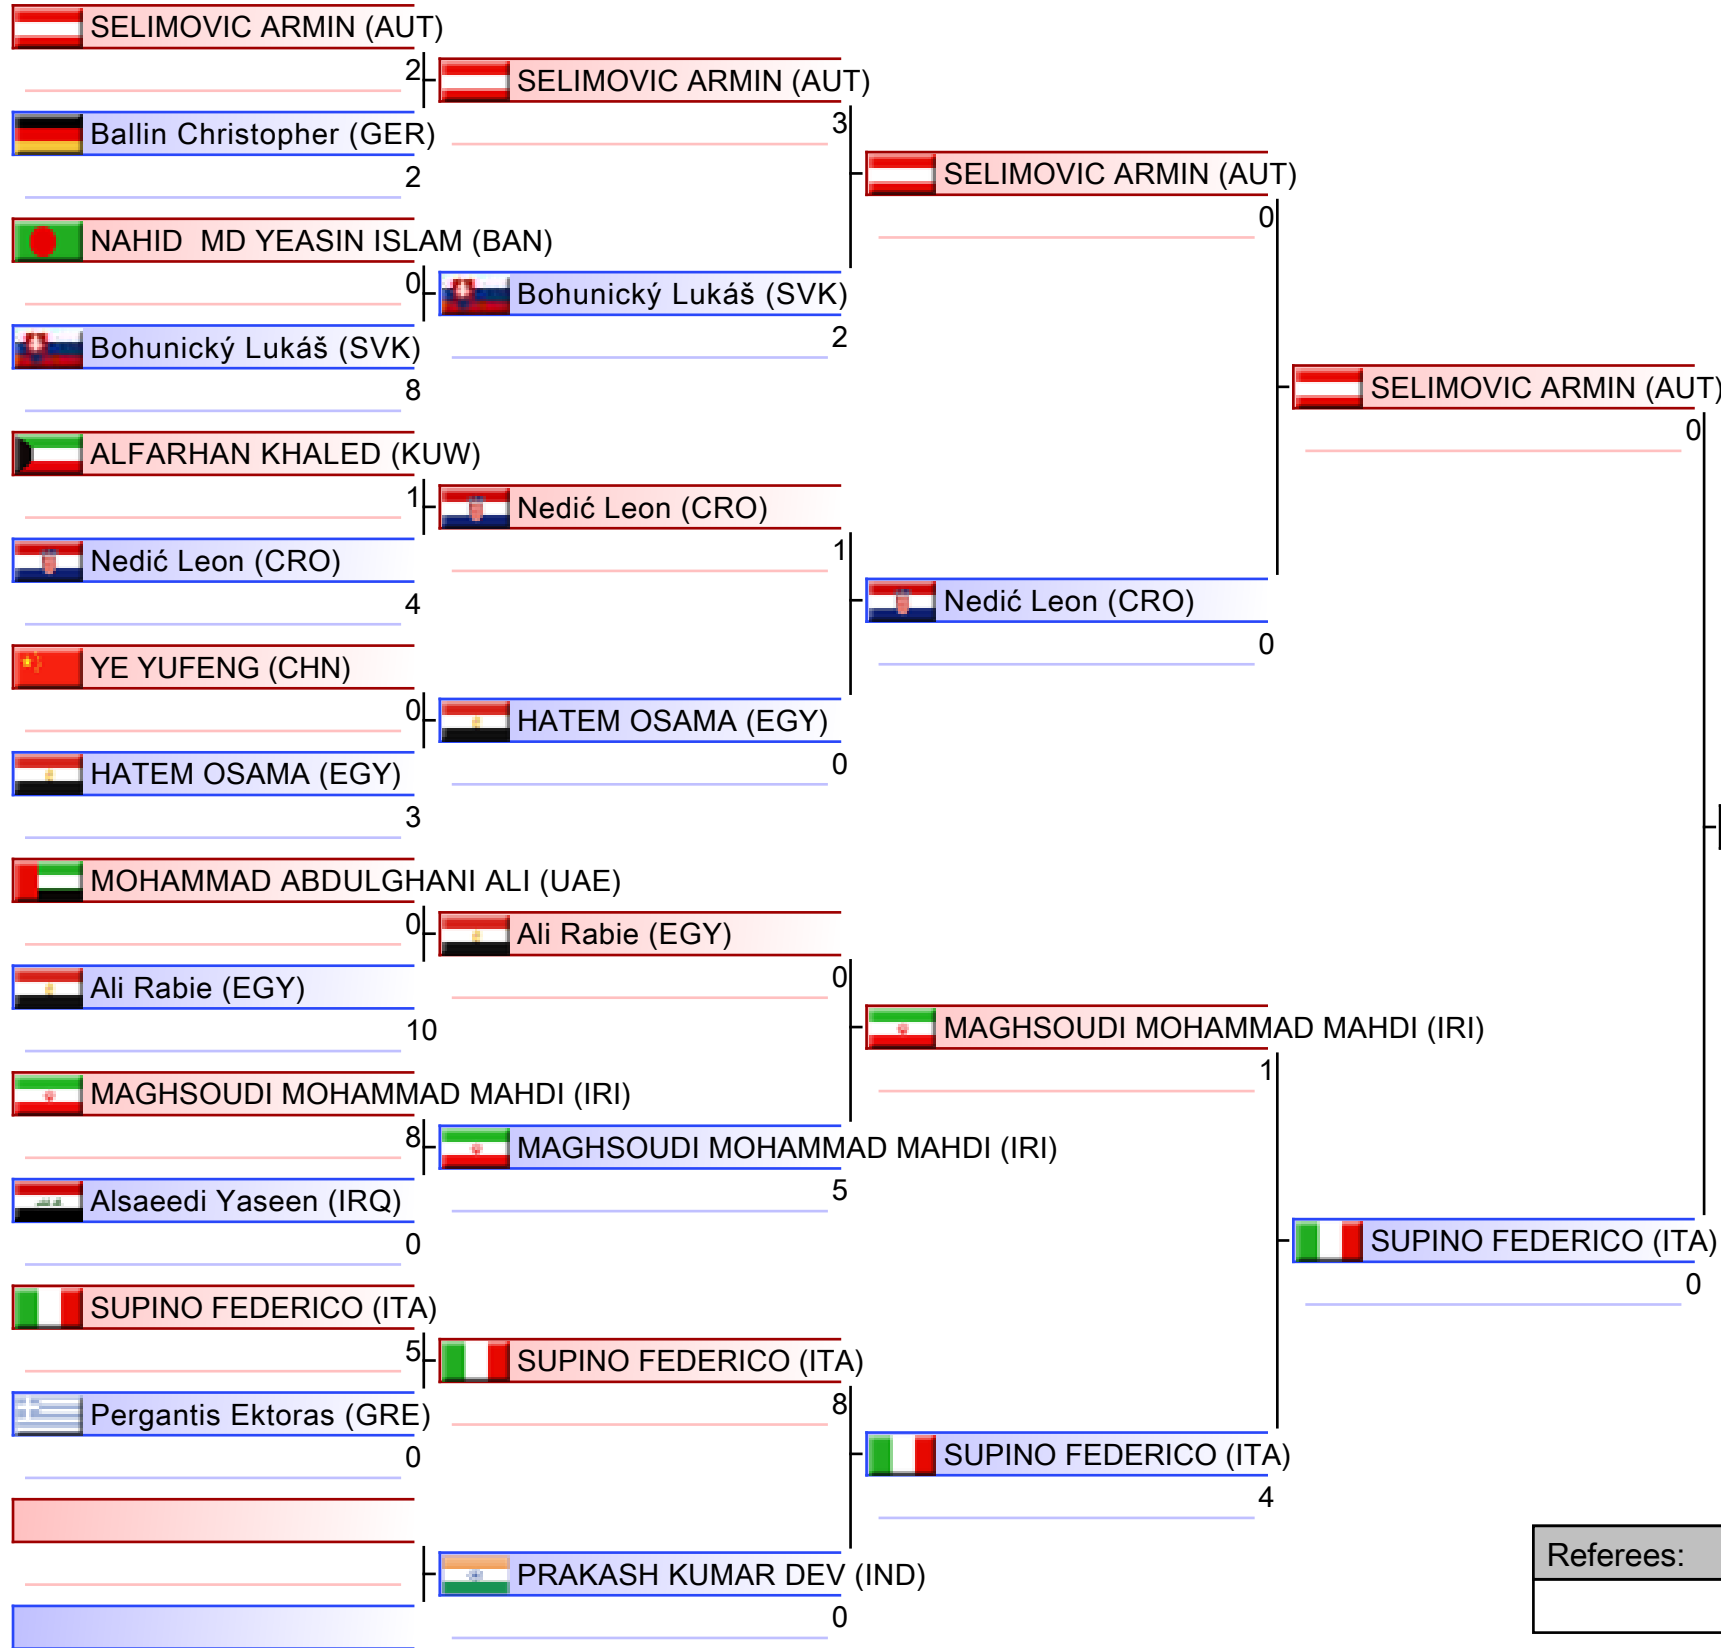 SELIMOVIC ARMIN (AUT)
2
Ballin Christopher (GER)
2
NAHID  MD YEASIN ISLAM (BAN)
0
Bohunický Lukáš (SVK)
8
ALFARHAN KHALED (KUW)
1
Nedić Leon (CRO)
4
YE YUFENG (CHN)
0
HATEM OSAMA (EGY)
3
MOHAMMAD ABDULGHANI ALI (UAE)
0
Ali Rabie (EGY)
10
MAGHSOUDI MOHAMMAD MAHDI (IRI)
8
Alsaeedi Yaseen (IRQ)
0
SUPINO FEDERICO (ITA)
5
Pergantis Ektoras (GRE)
0
SELIMOVIC ARMIN (AUT)
3
Bohunický Lukáš (SVK)
2
Nedić Leon (CRO)
1
HATEM OSAMA (EGY)
0
Ali Rabie (EGY)
0
MAGHSOUDI MOHAMMAD MAHDI (IRI)
5
SUPINO FEDERICO (ITA)
8
PRAKASH KUMAR DEV (IND)
0
SELIMOVIC ARMIN (AUT)
0
Nedić Leon (CRO)
0
MAGHSOUDI MOHAMMAD MAHDI (IRI)
1
SUPINO FEDERICO (ITA)
4
SELIMOVIC ARMIN (AUT)
0
SUPINO FEDERICO (ITA)
0
Referees: